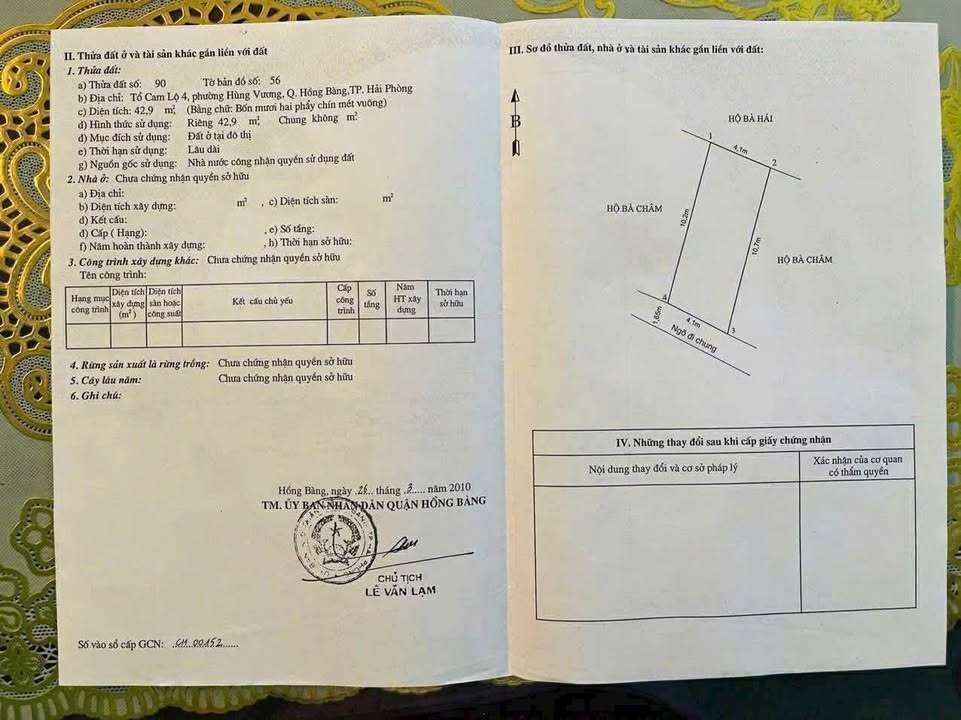 II. Thửa đất ở và tài sản khác gắn liền với đất
1. Thửa đất:
a) Thửa đất số: 90 Tờ bản đồ số: 56
b) Địa chỉ: Tổ Cam Lộ 4, phường Hùng Vương, Q. Hồng Bàng,TP. Hải Phòng
c) Diện tích: 42,9 m², (Bằng chữ: Bốn mươi hai phẩy chín mét vuông)
d) Hình thức sử dụng: Riêng 42,9 m², Chung không m²
đ) Mục đích sử dụng: Đất ở tại đô thị
e) Thời hạn sử dụng: Lâu dài
g) Nguồn gốc sử dụng: Nhà nước công nhận quyền sử dụng đất
2. Nhà ở: Chưa chứng nhận quyền sở hữu
a) Địa chỉ:
b) Diện tích xây dựng: m² , c) Diện tích sàn: m²
d) Kết cấu:
đ) Cấp ( Hạng): , e) Số tầng:
f) Năm hoàn thành xây dựng: , h) Thời hạn sở hữu:
3. Công trình xây dựng khác: Chưa chứng nhận quyền sở hữu
Tên công trình:
Hạng mục công trình Diện tích xây dựng (m²) Diện tích sàn hoặc công suất Kết cấu chủ yếu Cấp công trình Số tầng Năm HT xây dựng Thời hạn sở hữu
4. Rừng sản xuất là rừng trồng: Chưa chứng nhận quyền sở hữu
5. Cây lâu năm: Chưa chứng nhận quyền sở hữu
6. Ghi chú:
Hồng Bàng, ngày .26.. tháng .3..... năm 2010
TM. ỦY BAN NHÂN DÂN QUẬN HỒNG BÀNG
CHỦ TỊCH
LÊ VĂN LẠM
Số vào sổ cấp GCN: .CH 00152......
III. Sơ đồ thửa đất, nhà ở và tài sản khác gắn liền với đất:
B
HỘ BÀ HÁI
1
4,1m
2
HỘ BÀ CHÂM
10,2m
10,7m
HỘ BÀ CHÂM
4
1,65m
4,1m
3
Ngõ đi chung
IV. Những thay đổi sau khi cấp giấy chứng nhận
Nội dung thay đổi và cơ sở pháp lý
Xác nhận của cơ quan
có thẩm quyền